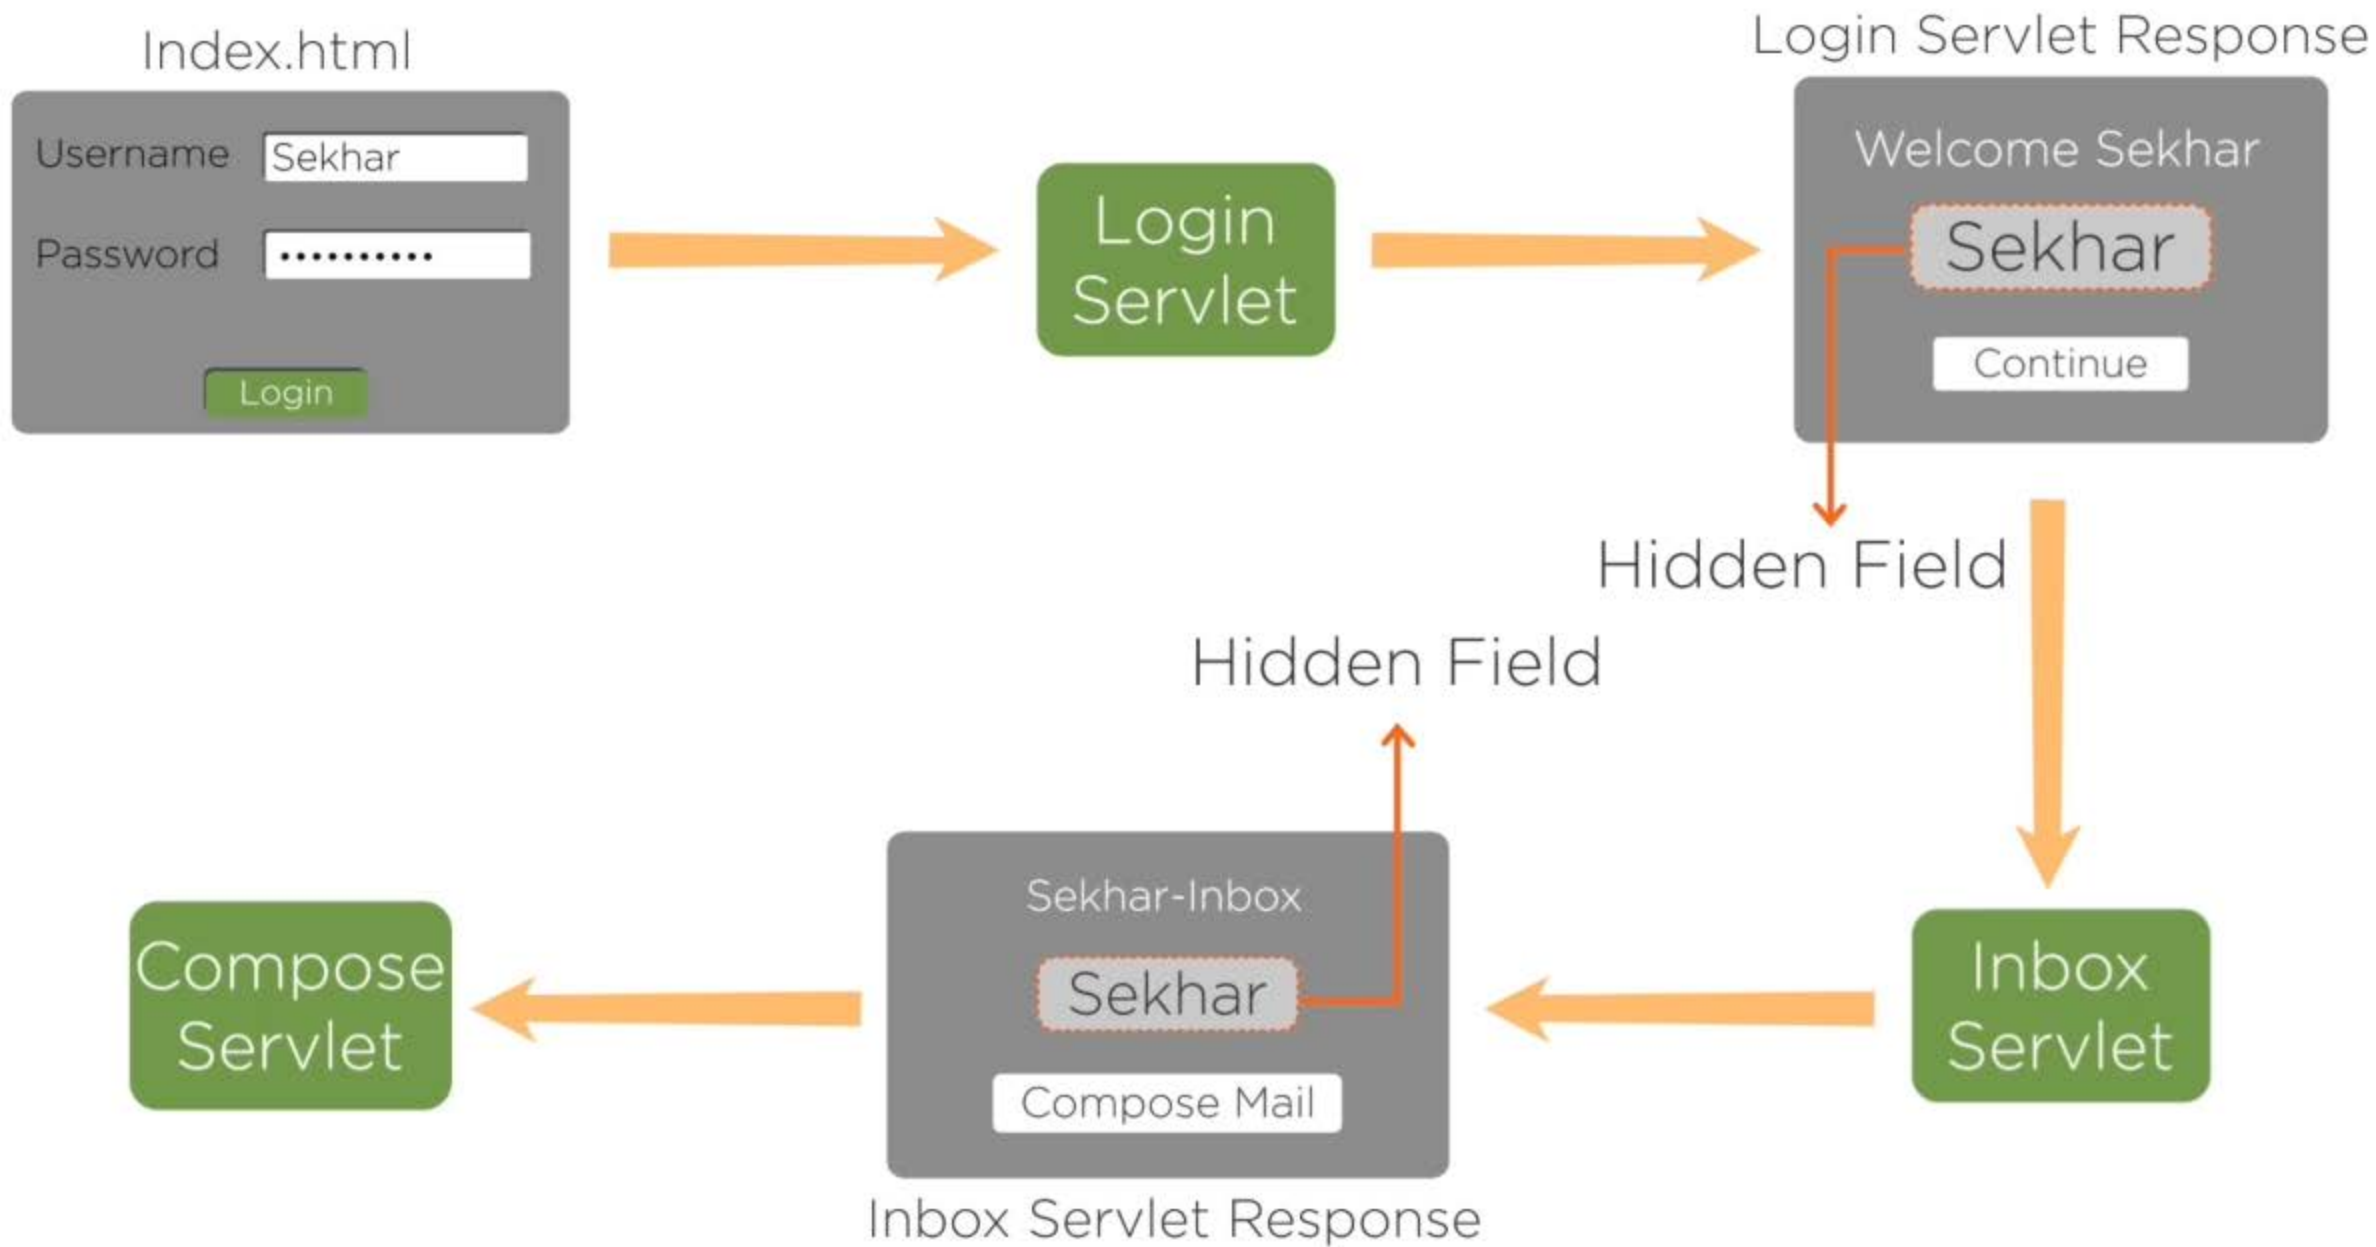 Index.html
Username Sekhar
Password ••••••••••
Login
Login
Servlet
Login Servlet Response
Welcome Sekhar
Sekhar
Continue
Hidden Field
Hidden Field
Inbox
Servlet
Sekhar-Inbox
Sekhar
Compose Mail
Inbox Servlet Response
Compose
Servlet